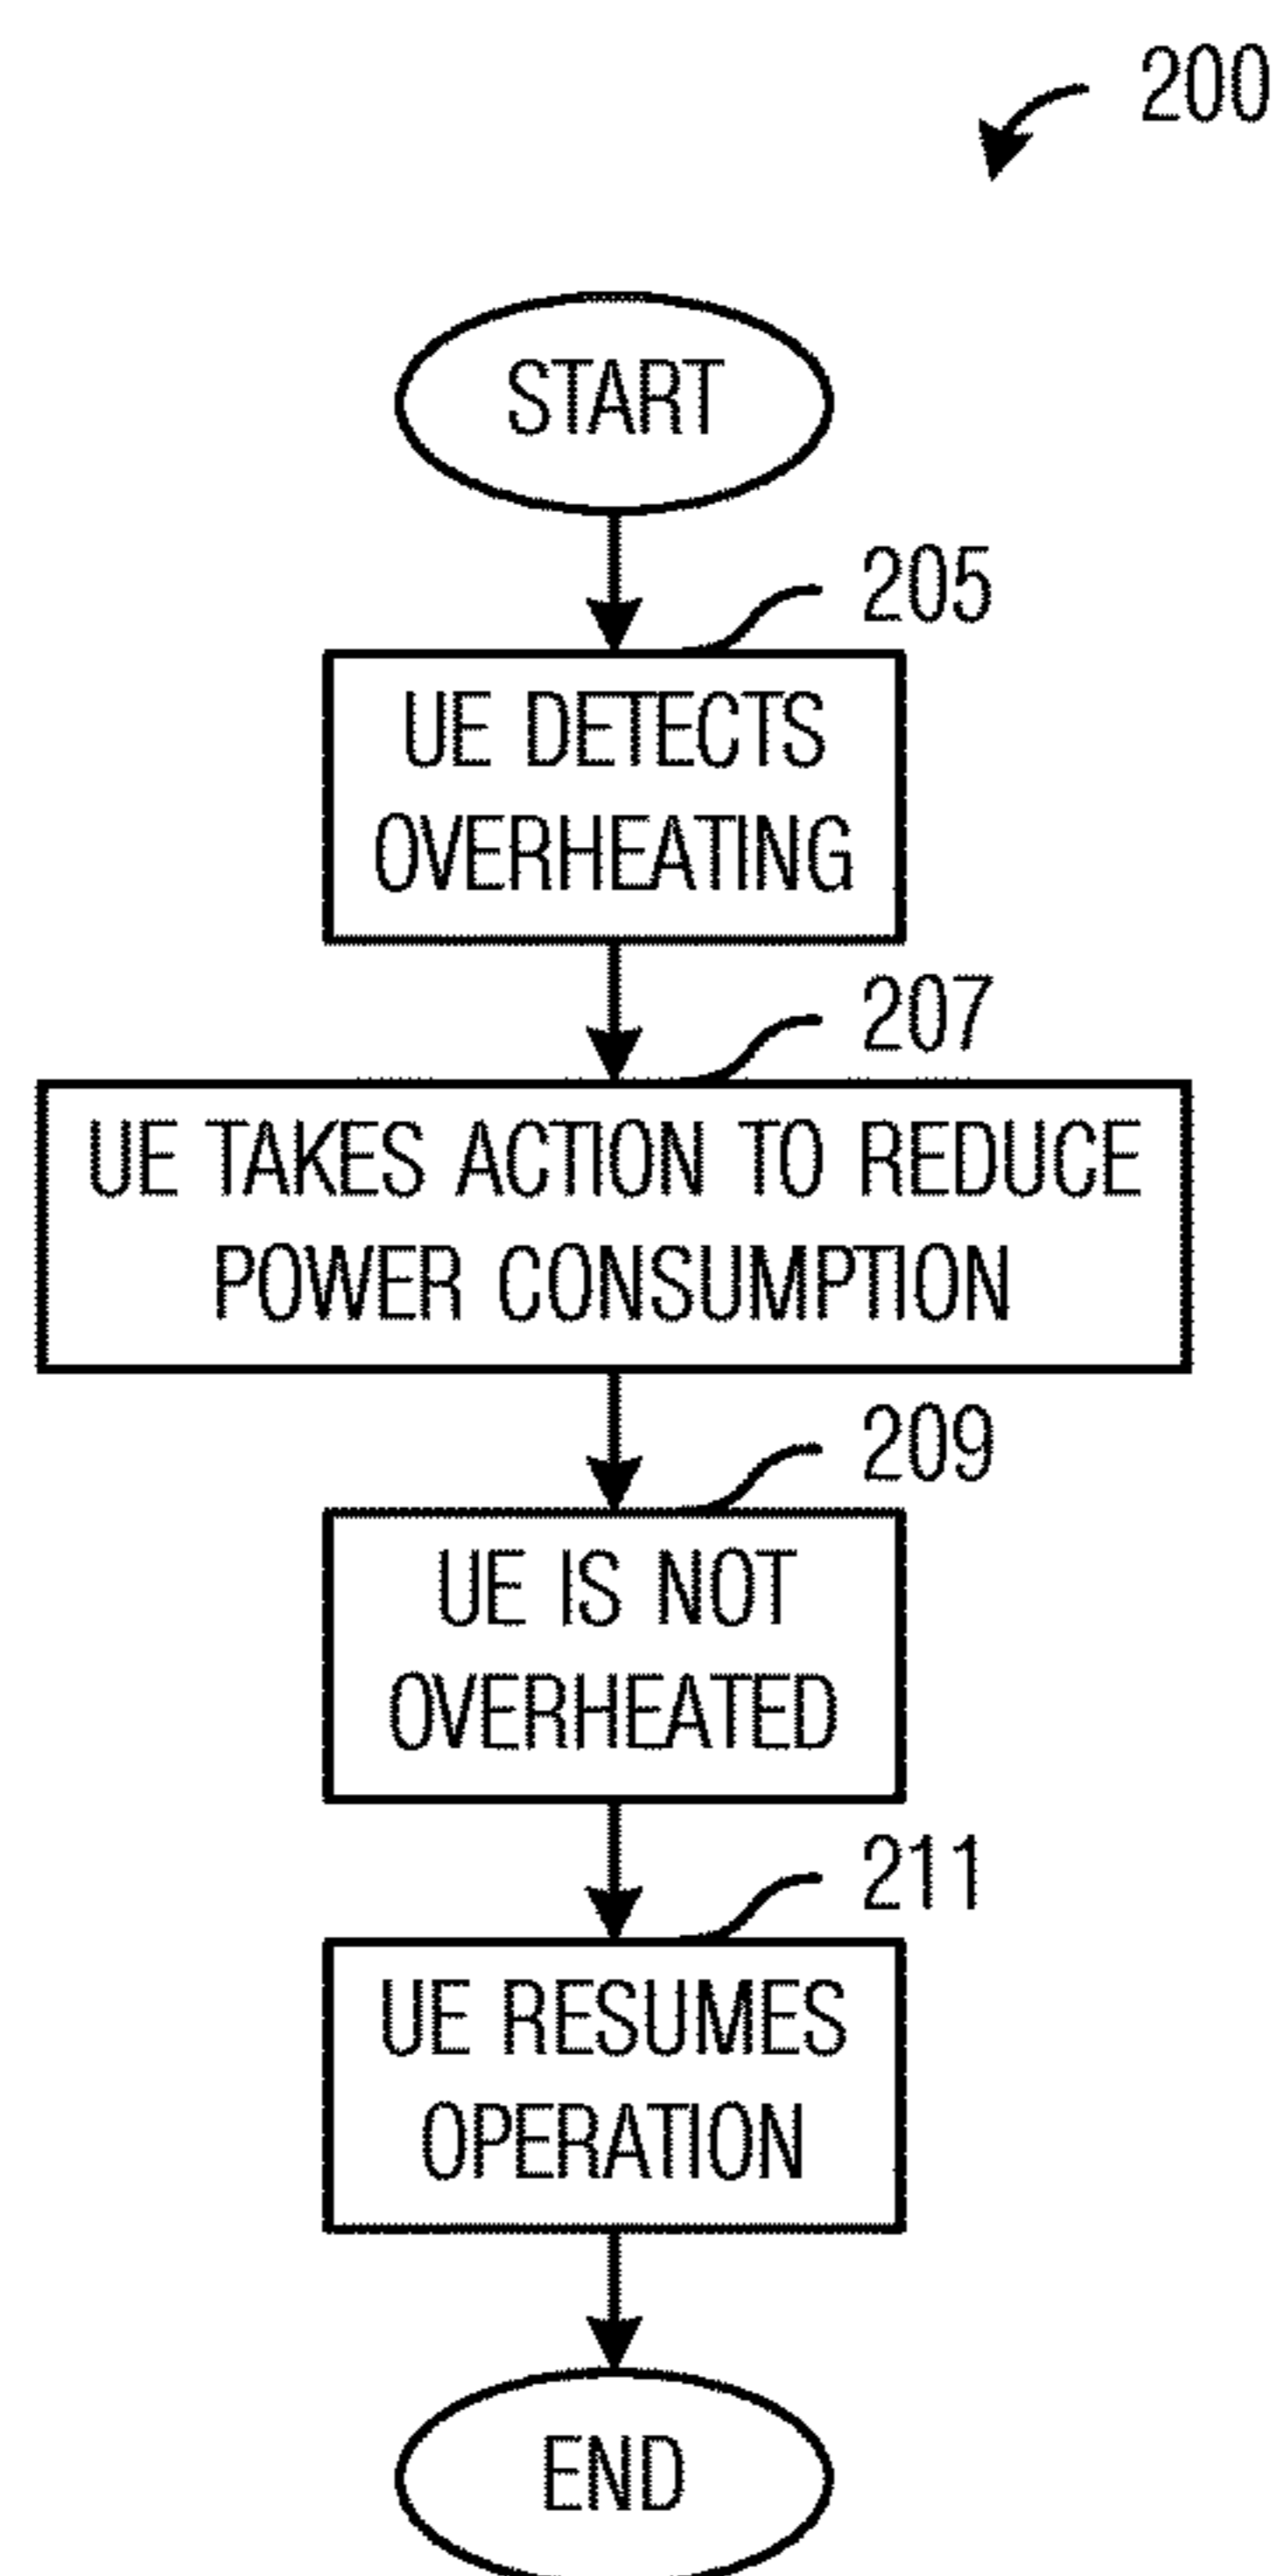 200
START
205
UE DETECTS
OVERHEATING
207
UE TAKES ACTION TO REDUCE
POWER CONSUMPTION
209
UE IS NOT
OVERHEATED
211
UE RESUMES
OPERATION
END